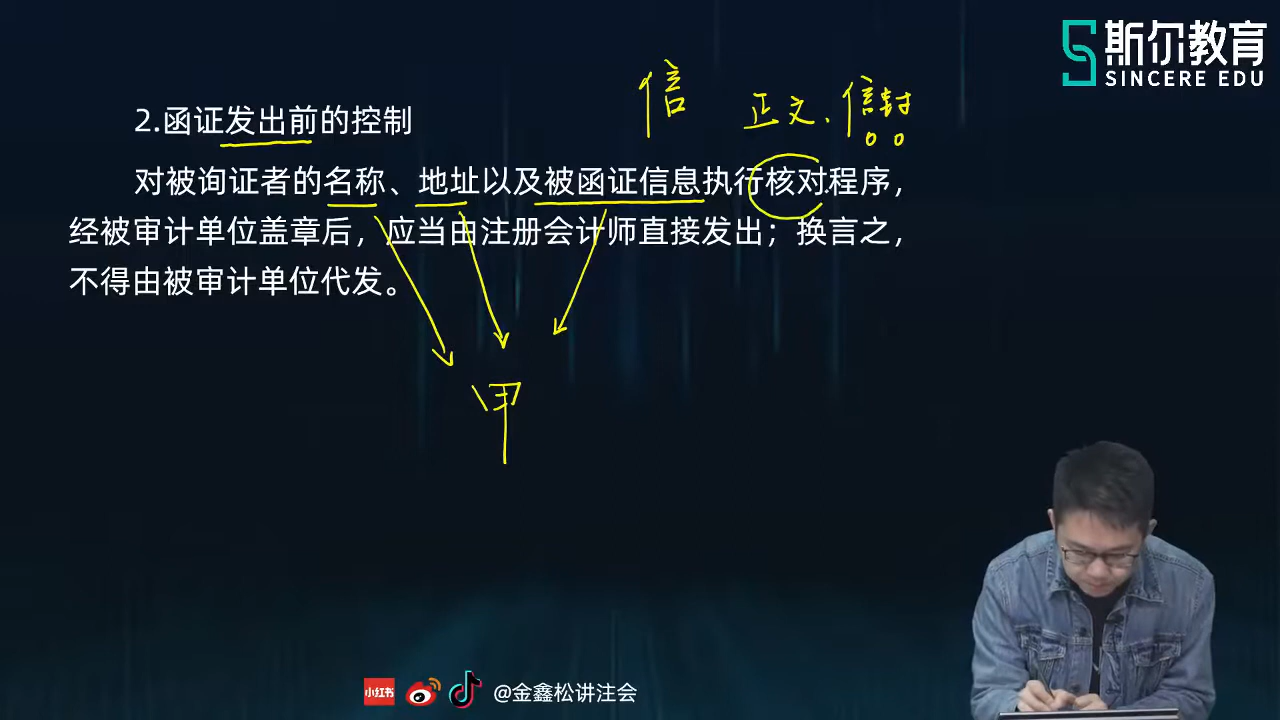 斯尔教育
SINCERE EDU
信
正文、信封
2.函证发出前的控制
对被询证者的名称、地址以及被函证信息执行核对程序，
经被审计单位盖章后，应当由注册会计师直接发出；换言之，
不得由被审计单位代发。
甲
小红书
@金鑫松讲注会